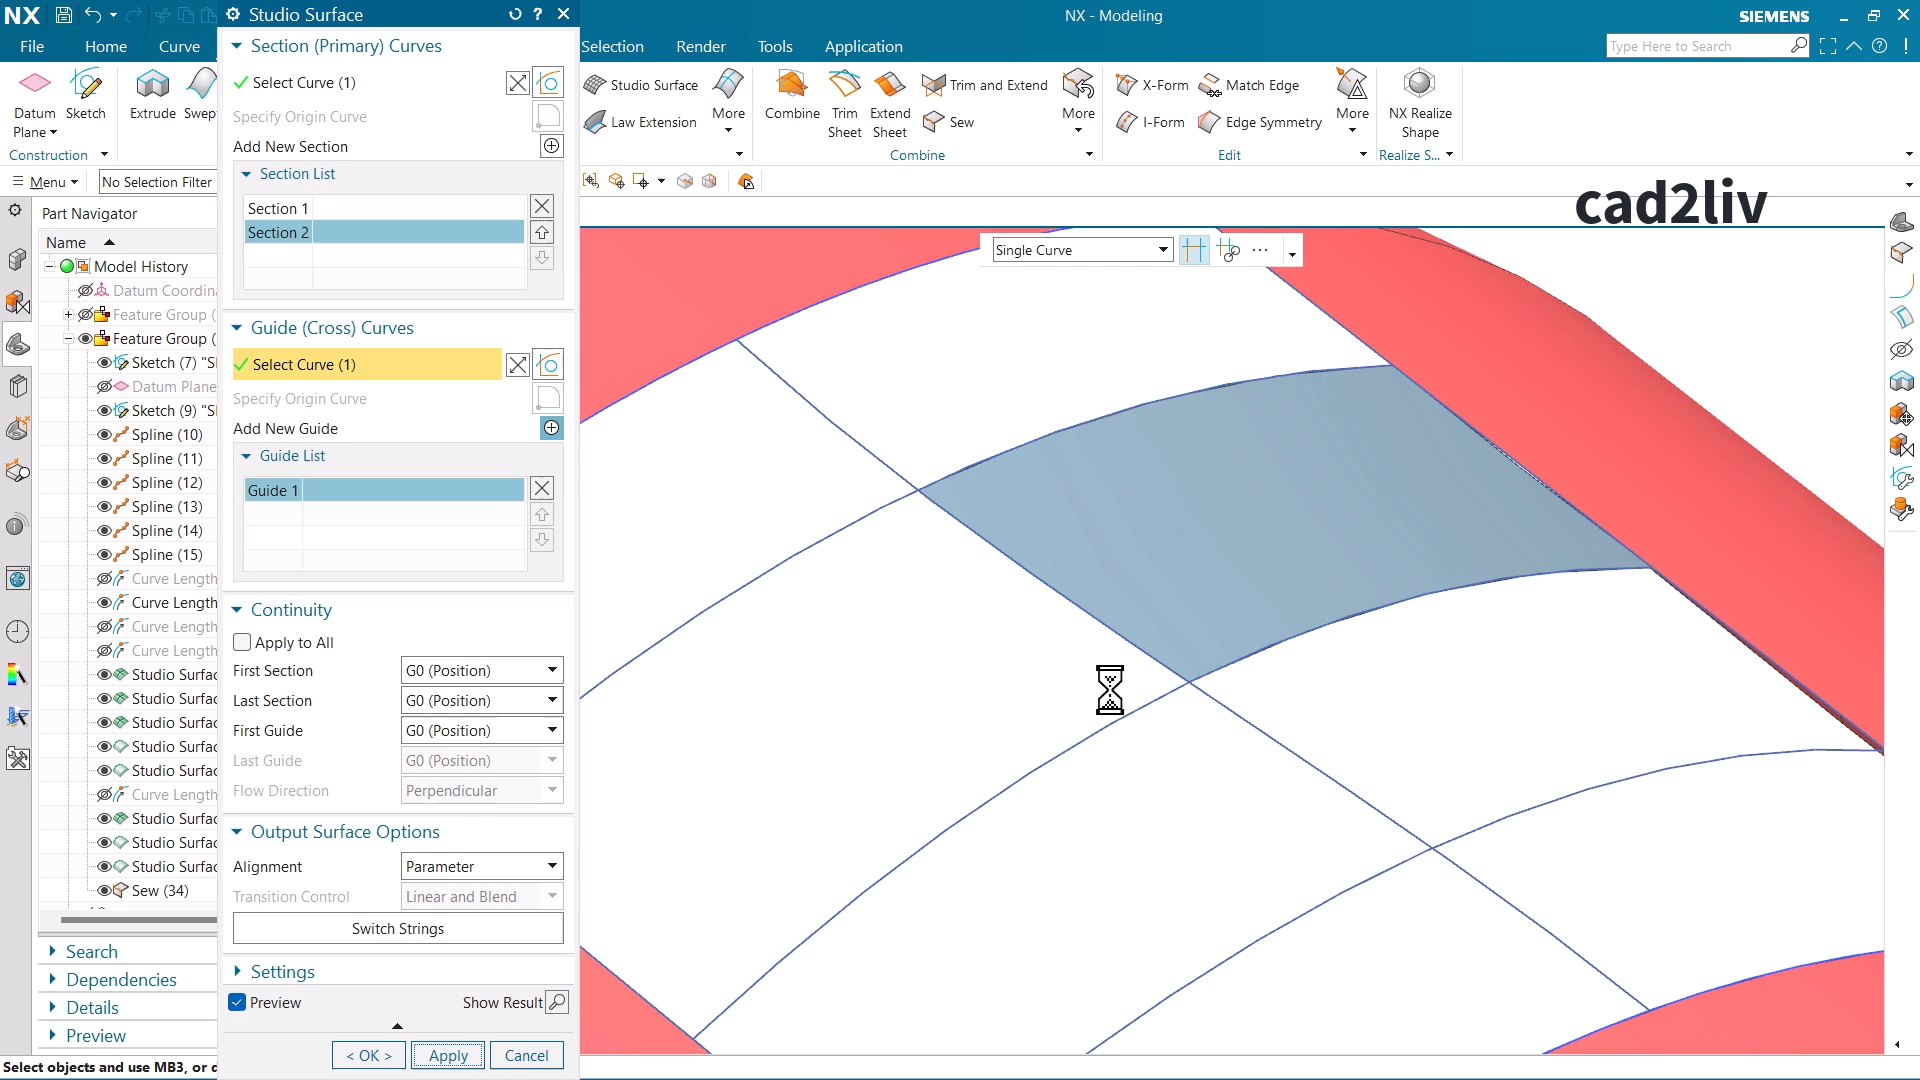 NX
Studio Surface
NX - Modeling
SIEMENS
File
Home
Curve
Selection
Render
Tools
Application
Type Here to Search
Datum
Plane
Sketch
Extrude
Swept
Construction
Studio Surface
Law Extension
More
Combine
Trim
Sheet
Extend
Sheet
Trim and Extend
Sew
More
Combine
X-Form
I-Form
Match Edge
Edge Symmetry
More
Edit
NX Realize
Shape
Realize S...
Menu
No Selection Filter
Part Navigator
Name
Model History
Datum Coordina
Feature Group (
Feature Group (
Sketch (7) "S
Datum Plane
Sketch (9) "S
Spline (10)
Spline (11)
Spline (12)
Spline (13)
Spline (14)
Spline (15)
Curve Length
Curve Length
Curve Length
Curve Length
Studio Surfac
Studio Surfac
Studio Surfac
Studio Surfac
Studio Surfac
Curve Length
Studio Surfac
Studio Surfac
Studio Surfac
Sew (34)
Search
Dependencies
Details
Preview
Select objects and use MB3, or d
Section (Primary) Curves
Select Curve (1)
Specify Origin Curve
Add New Section
Section List
Section 1
Section 2
Guide (Cross) Curves
Select Curve (1)
Specify Origin Curve
Add New Guide
Guide List
Guide 1
Continuity
Apply to All
First Section G0 (Position)
Last Section G0 (Position)
First Guide G0 (Position)
Last Guide G0 (Position)
Flow Direction Perpendicular
Output Surface Options
Alignment Parameter
Transition Control Linear and Blend
Switch Strings
Settings
Preview
Show Result
< OK >
Apply
Cancel
Single Curve
cad2liv